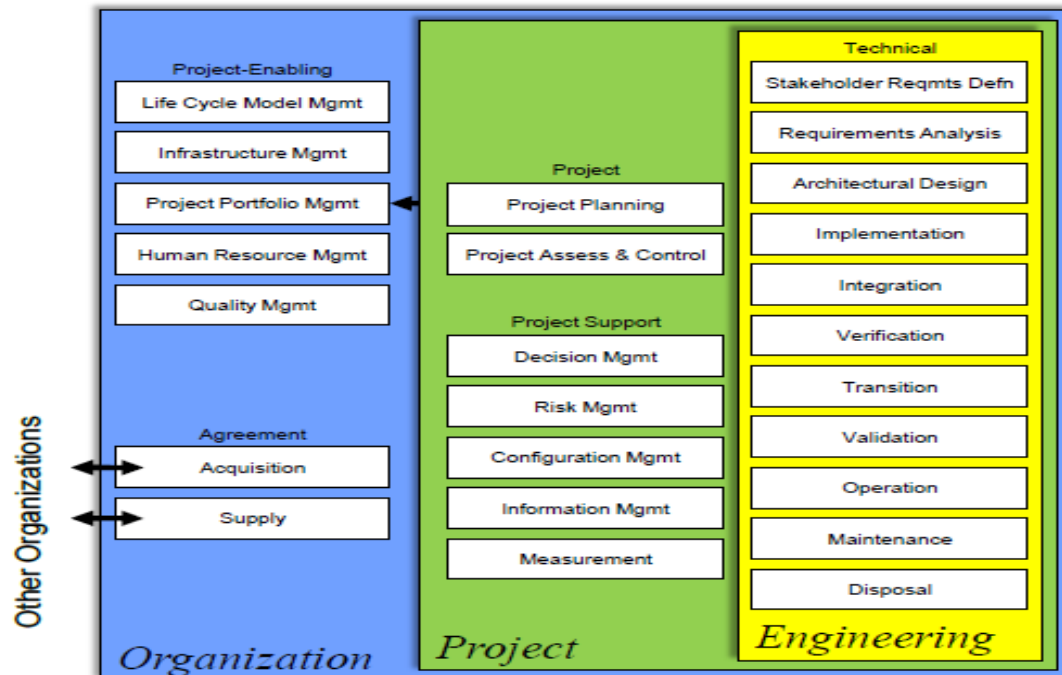 Other Organizations
Project-Enabling
Life Cycle Model Mgmt
Infrastructure Mgmt
Project Portfolio Mgmt
Human Resource Mgmt
Quality Mgmt
Agreement
Acquisition
Supply
Organization
Project
Project Planning
Project Assess & Control
Project Support
Decision Mgmt
Risk Mgmt
Configuration Mgmt
Information Mgmt
Measurement
Project
Technical
Stakeholder Reqmts Defn
Requirements Analysis
Architectural Design
Implementation
Integration
Verification
Transition
Validation
Operation
Maintenance
Disposal
Engineering